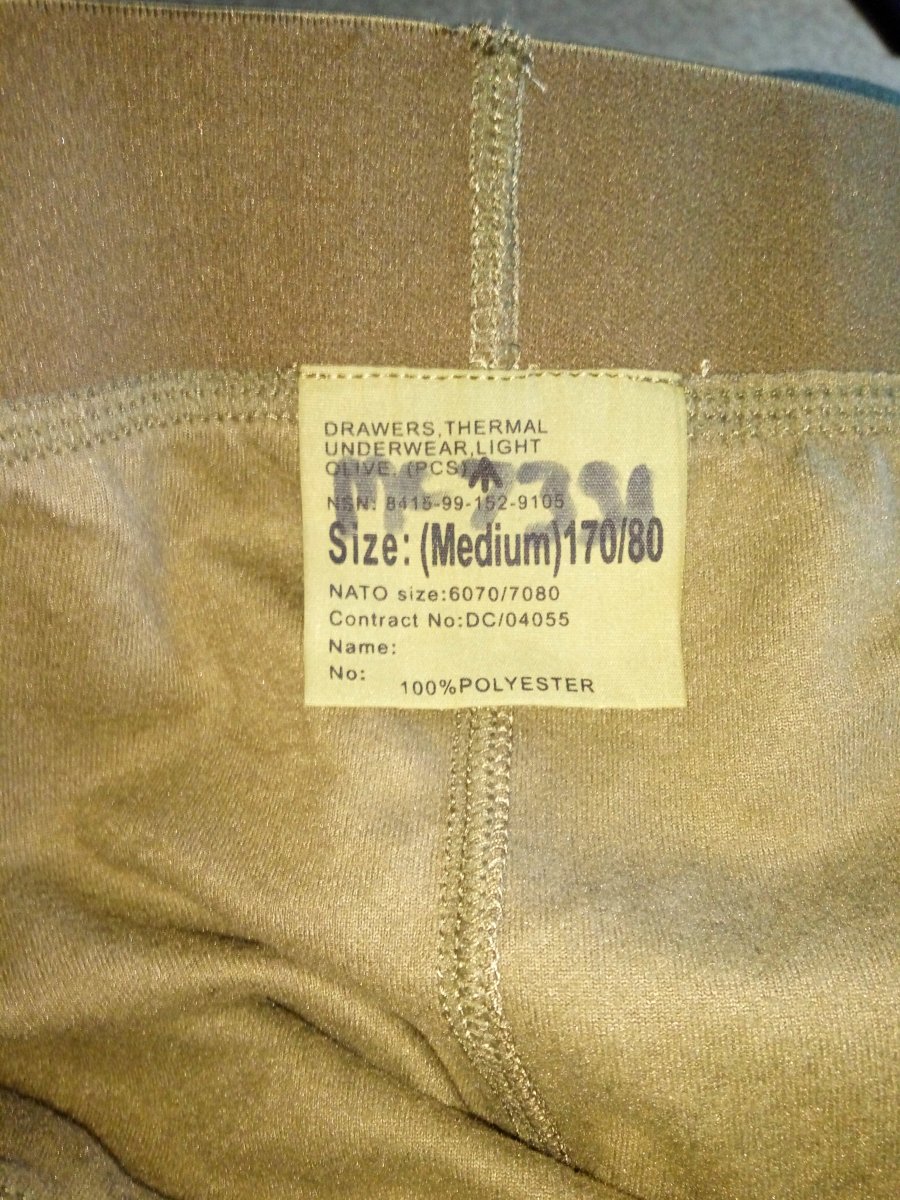 DRAWERS,THERMAL
UNDERWEAR,LIGHT
OLIVE. (PCS)
NSN: 8415-99-152-9105
Size: (Medium)170/80
NATO size:6070/7080
Contract No:DC/04055
Name:
No:
100%POLYESTER